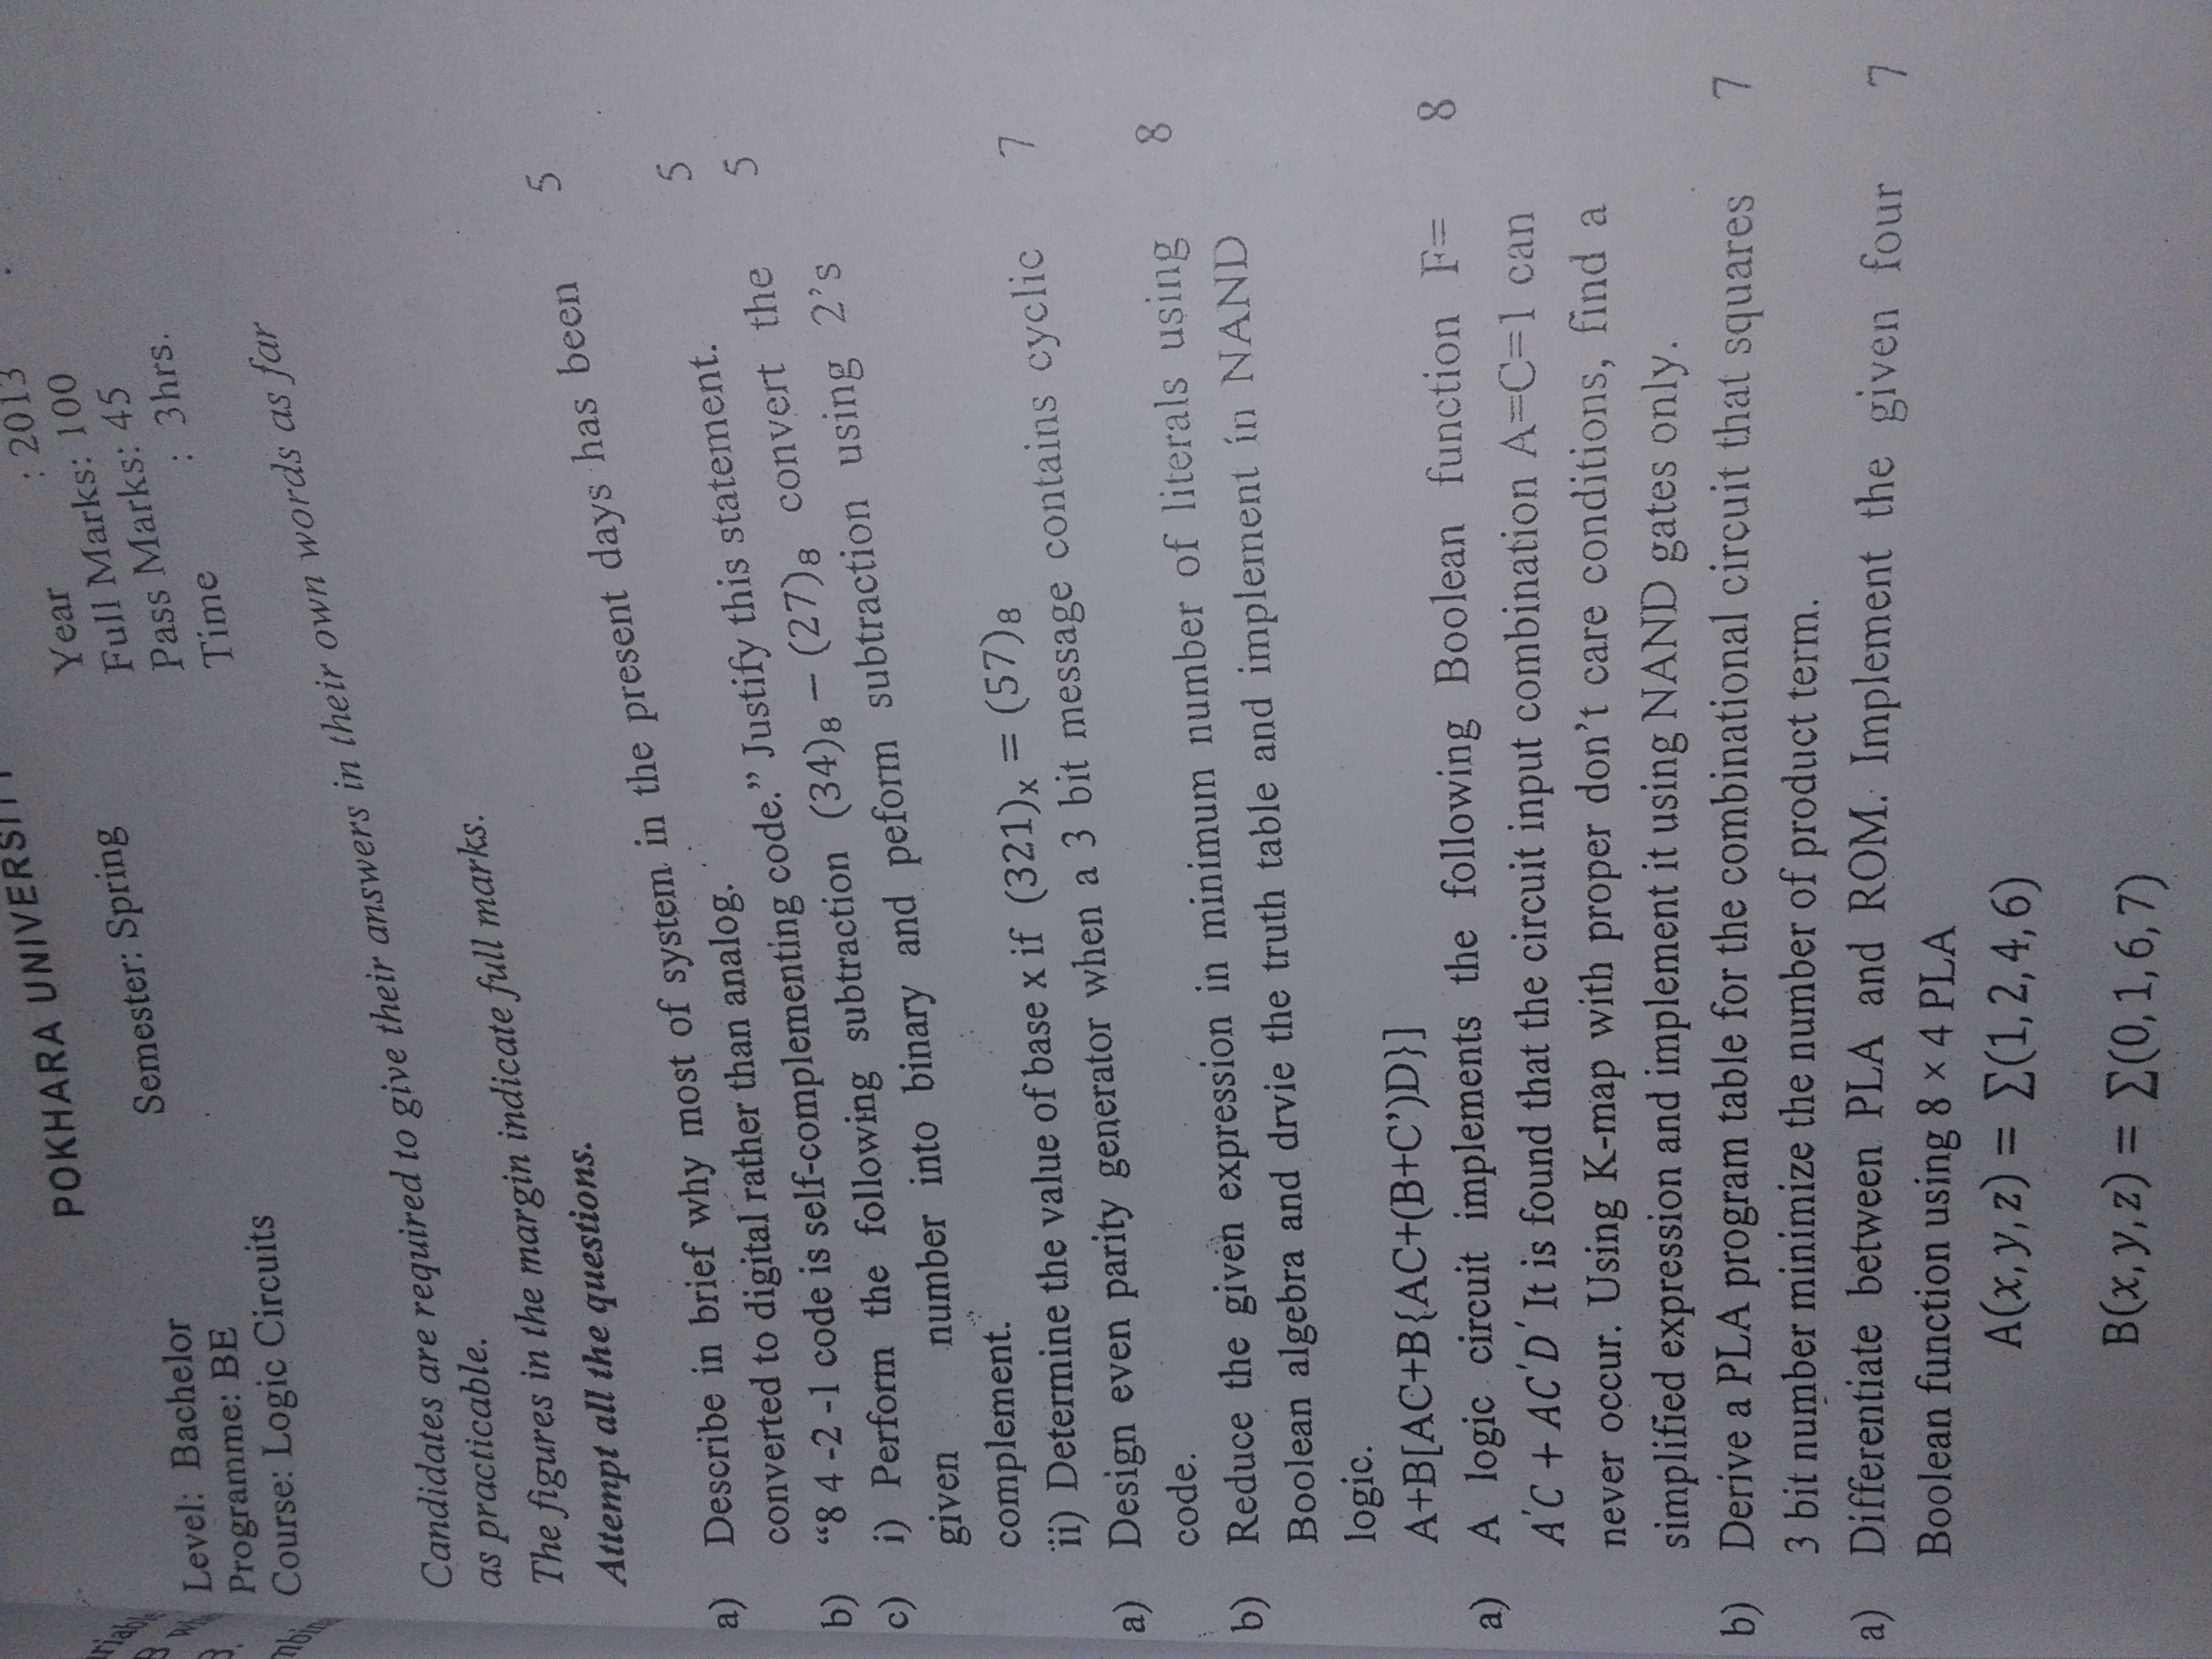 POKHARA UNIVERSITY
Year : 2013
Semester: Spring
Full Marks: 100
Pass Marks: 45
Time : 3hrs.
Level: Bachelor
Programme: BE
Course: Logic Circuits
Candidates are required to give their answers in their own words as far
as practicable.
The figures in the margin indicate full marks.
Attempt all the questions.
a) Describe in brief why most of system in the present days has been 5
converted to digital rather than analog.
b) “8 4 -2 -1 code is self-complementing code.” Justify this statement. 5
c) i) Perform the following subtraction (34)₈ − (27)₈ convert the 5
given number into binary and peform subtraction using 2’s
complement.
ii) Determine the value of base x if (321)ₓ = (57)₈
a) Design even parity generator when a 3 bit message contains cyclic 7
code.
b) Reduce the given expression in minimum number of literals using 8
Boolean algebra and drvie the truth table and implement in NAND
logic.
A+B[AC+B{AC+(B+C’)D}]
a) A logic circuit implements the following Boolean function F= 8
A'C + AC'D' It is found that the circuit input combination A=C=1 can
never occur. Using K-map with proper don’t care conditions, find a
simplified expression and implement it using NAND gates only.
b) Derive a PLA program table for the combinational circuit that squares 7
3 bit number minimize the number of product term.
a) Differentiate between PLA and ROM. Implement the given four 7
Boolean function using 8 × 4 PLA
A(x, y, z) = ∑(1, 2, 4, 6)
B(x, y, z) = ∑(0, 1, 6, 7)